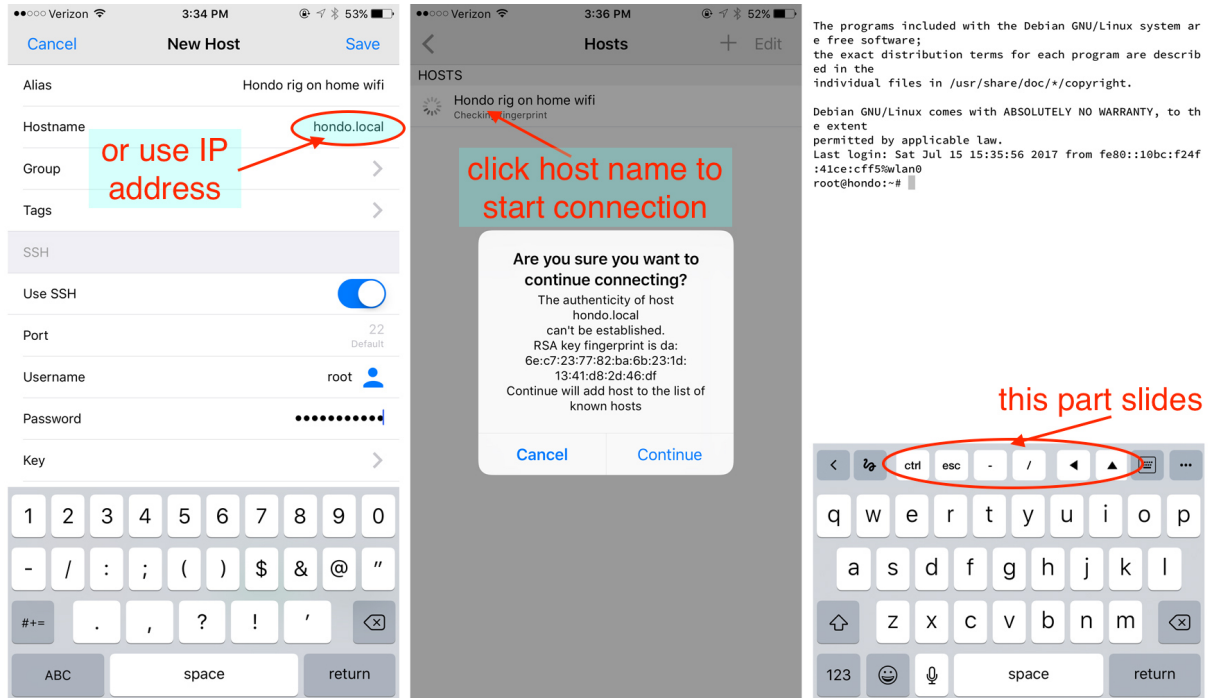 Verizon 3:34 PM 53%
Cancel New Host Save
Alias Hondo rig on home wifi
Hostname hondo.local
or use IP
address
Group
Tags
SSH
Use SSH
Port 22
Default
Username root
Password
Key
1 2 3 4 5 6 7 8 9 0
- / : ; ( ) $ & @ "
#+= . , ? ! '
ABC space return
Verizon 3:36 PM 52%
Hosts + Edit
HOSTS
Hondo rig on home wifi
Checking fingerprint
click host name to
start connection
Are you sure you want to
continue connecting?
The authenticity of host
hondo.local
can't be established.
RSA key fingerprint is da:
6e:c7:23:77:82:ba:6b:23:1d:
13:41:d8:2d:46:df
Continue will add host to the list of
known hosts
Cancel Continue
The programs included with the Debian GNU/Linux system ar
e free software;
the exact distribution terms for each program are describ
ed in the
individual files in /usr/share/doc/*/copyright.
Debian GNU/Linux comes with ABSOLUTELY NO WARRANTY, to th
e extent
permitted by applicable law.
Last login: Sat Jul 15 15:35:56 2017 from fe80::10bc:f24f
:41ce:cff5%wlan0
root@hondo:~#
this part slides
ctrl esc - /
q w e r t y u i o p
a s d f g h j k l
z x c v b n m
123 space return